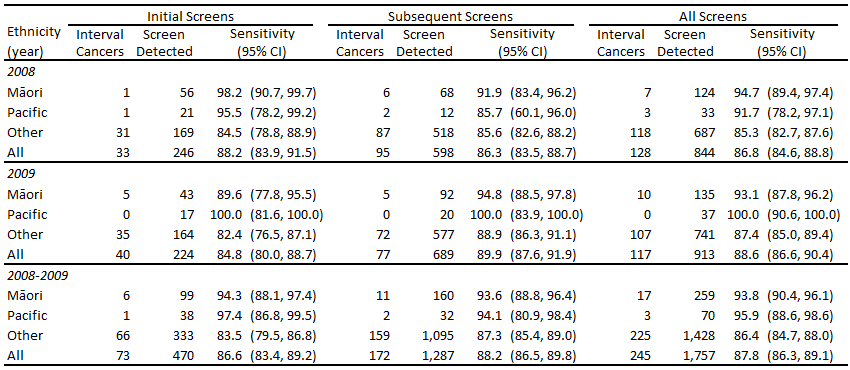 Initial Screens Subsequent Screens All Screens
Ethnicity Interval Screen Sensitivity Interval Screen Sensitivity Interval Screen Sensitivity
(year) Cancers Detected (95% CI) Cancers Detected (95% CI) Cancers Detected (95% CI)
2008
Māori 1 56 98.2 (90.7, 99.7) 6 68 91.9 (83.4, 96.2) 7 124 94.7 (89.4, 97.4)
Pacific 1 21 95.5 (78.2, 99.2) 2 12 85.7 (60.1, 96.0) 3 33 91.7 (78.2, 97.1)
Other 31 169 84.5 (78.8, 88.9) 87 518 85.6 (82.6, 88.2) 118 687 85.3 (82.7, 87.6)
All 33 246 88.2 (83.9, 91.5) 95 598 86.3 (83.5, 88.7) 128 844 86.8 (84.6, 88.8)
2009
Māori 5 43 89.6 (77.8, 95.5) 5 92 94.8 (88.5, 97.8) 10 135 93.1 (87.8, 96.2)
Pacific 0 17 100.0 (81.6, 100.0) 0 20 100.0 (83.9, 100.0) 0 37 100.0 (90.6, 100.0)
Other 35 164 82.4 (76.5, 87.1) 72 577 88.9 (86.3, 91.1) 107 741 87.4 (85.0, 89.4)
All 40 224 84.8 (80.0, 88.7) 77 689 89.9 (87.6, 91.9) 117 913 88.6 (86.6, 90.4)
2008-2009
Māori 6 99 94.3 (88.1, 97.4) 11 160 93.6 (88.8, 96.4) 17 259 93.8 (90.4, 96.1)
Pacific 1 38 97.4 (86.8, 99.5) 2 32 94.1 (80.9, 98.4) 3 70 95.9 (88.6, 98.6)
Other 66 333 83.5 (79.5, 86.8) 159 1,095 87.3 (85.4, 89.0) 225 1,428 86.4 (84.7, 88.0)
All 73 470 86.6 (83.4, 89.2) 172 1,287 88.2 (86.5, 89.8) 245 1,757 87.8 (86.3, 89.1)